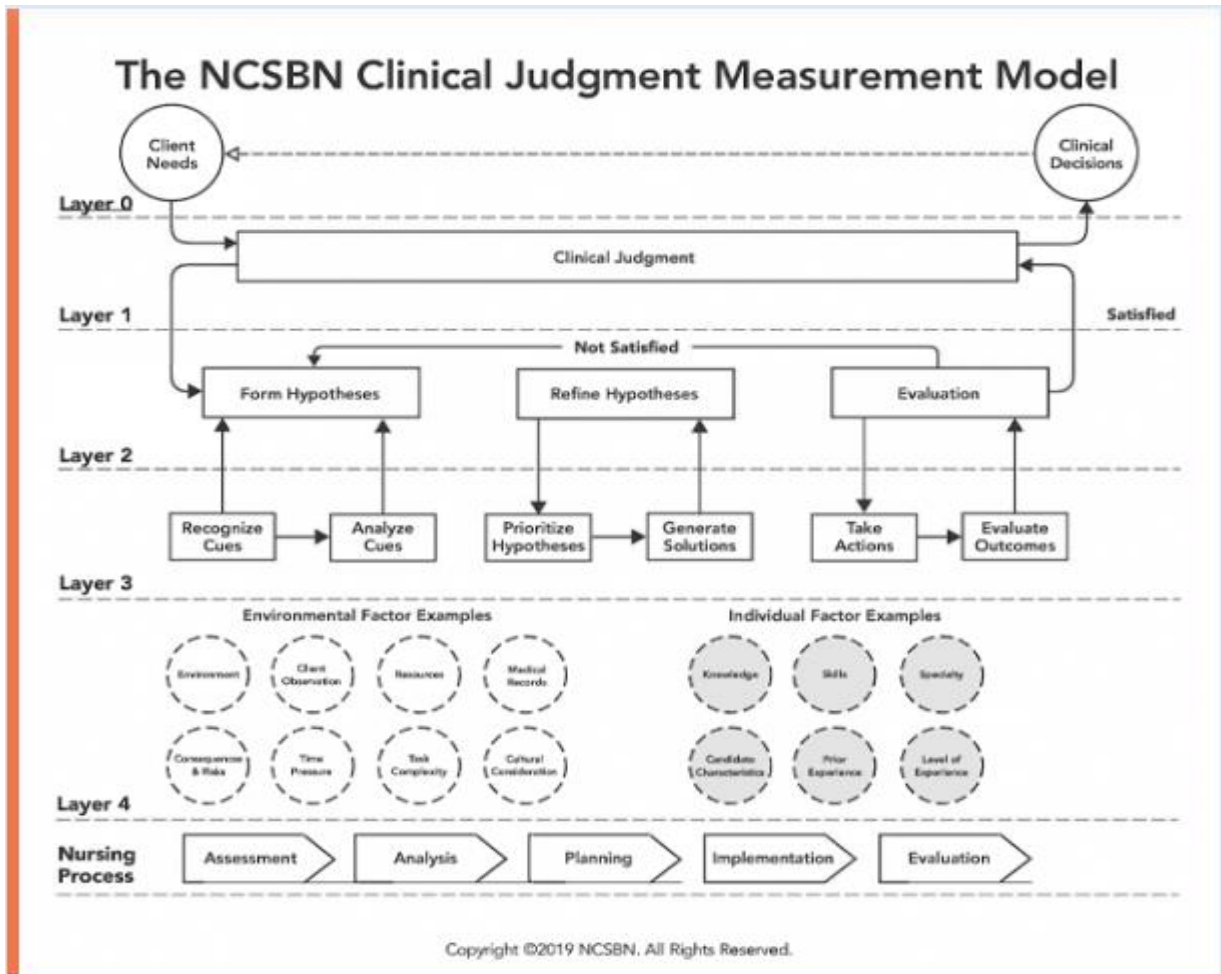 The NCSBN Clinical Judgment Measurement Model
Client
Needs
Clinical
Decisions
Layer 0
Clinical Judgment
Layer 1
Satisfied
Not Satisfied
Form Hypotheses
Refine Hypotheses
Evaluation
Layer 2
Recognize
Cues
Analyze
Cues
Prioritize
Hypotheses
Generate
Solutions
Take
Actions
Evaluate
Outcomes
Layer 3
Environmental Factor Examples
Individual Factor Examples
Environment
Client
Observation
Resources
Medical
Records
Knowledge
Skills
Specialty
Consequences
& Risks
Time
Pressure
Task
Complexity
Cultural
Consideration
Candidate
Characteristics
Prior
Experience
Level of
Experience
Layer 4
Nursing
Process
Assessment
Analysis
Planning
Implementation
Evaluation
Copyright ©2019 NCSBN. All Rights Reserved.